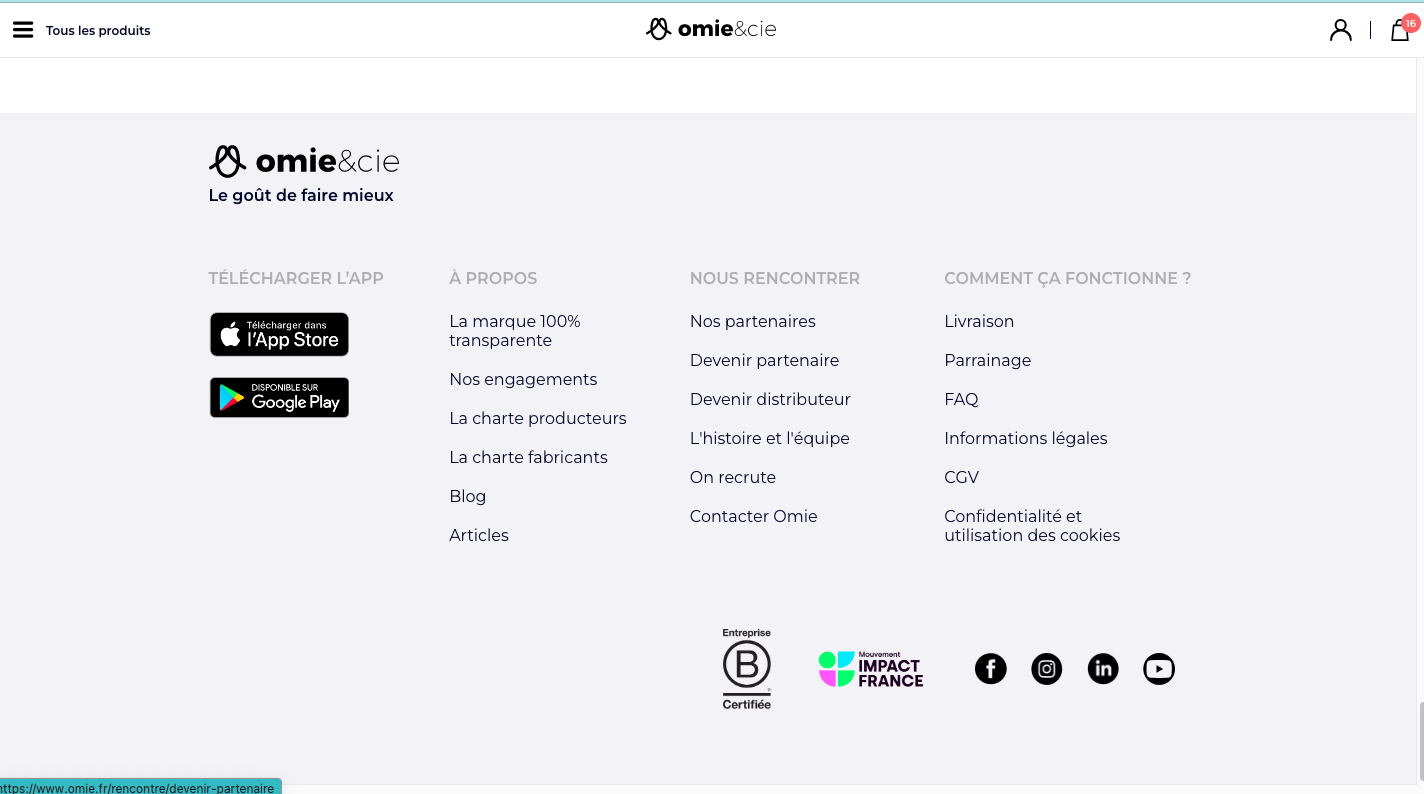 Tous les produits
omie&cie
16
omie&cie
Le goût de faire mieux
TÉLÉCHARGER L'APP
Télécharger dans
l'App Store
DISPONIBLE SUR
Google Play
À PROPOS
La marque 100%
transparente
Nos engagements
La charte producteurs
La charte fabricants
Blog
Articles
NOUS RENCONTRER
Nos partenaires
Devenir partenaire
Devenir distributeur
L'histoire et l'équipe
On recrute
Contacter Omie
COMMENT ÇA FONCTIONNE ?
Livraison
Parrainage
FAQ
Informations légales
CGV
Confidentialité et
utilisation des cookies
Entreprise
B
Certifiée
Mouvement
IMPACT
FRANCE
https://www.omie.fr/rencontre/devenir-partenaire